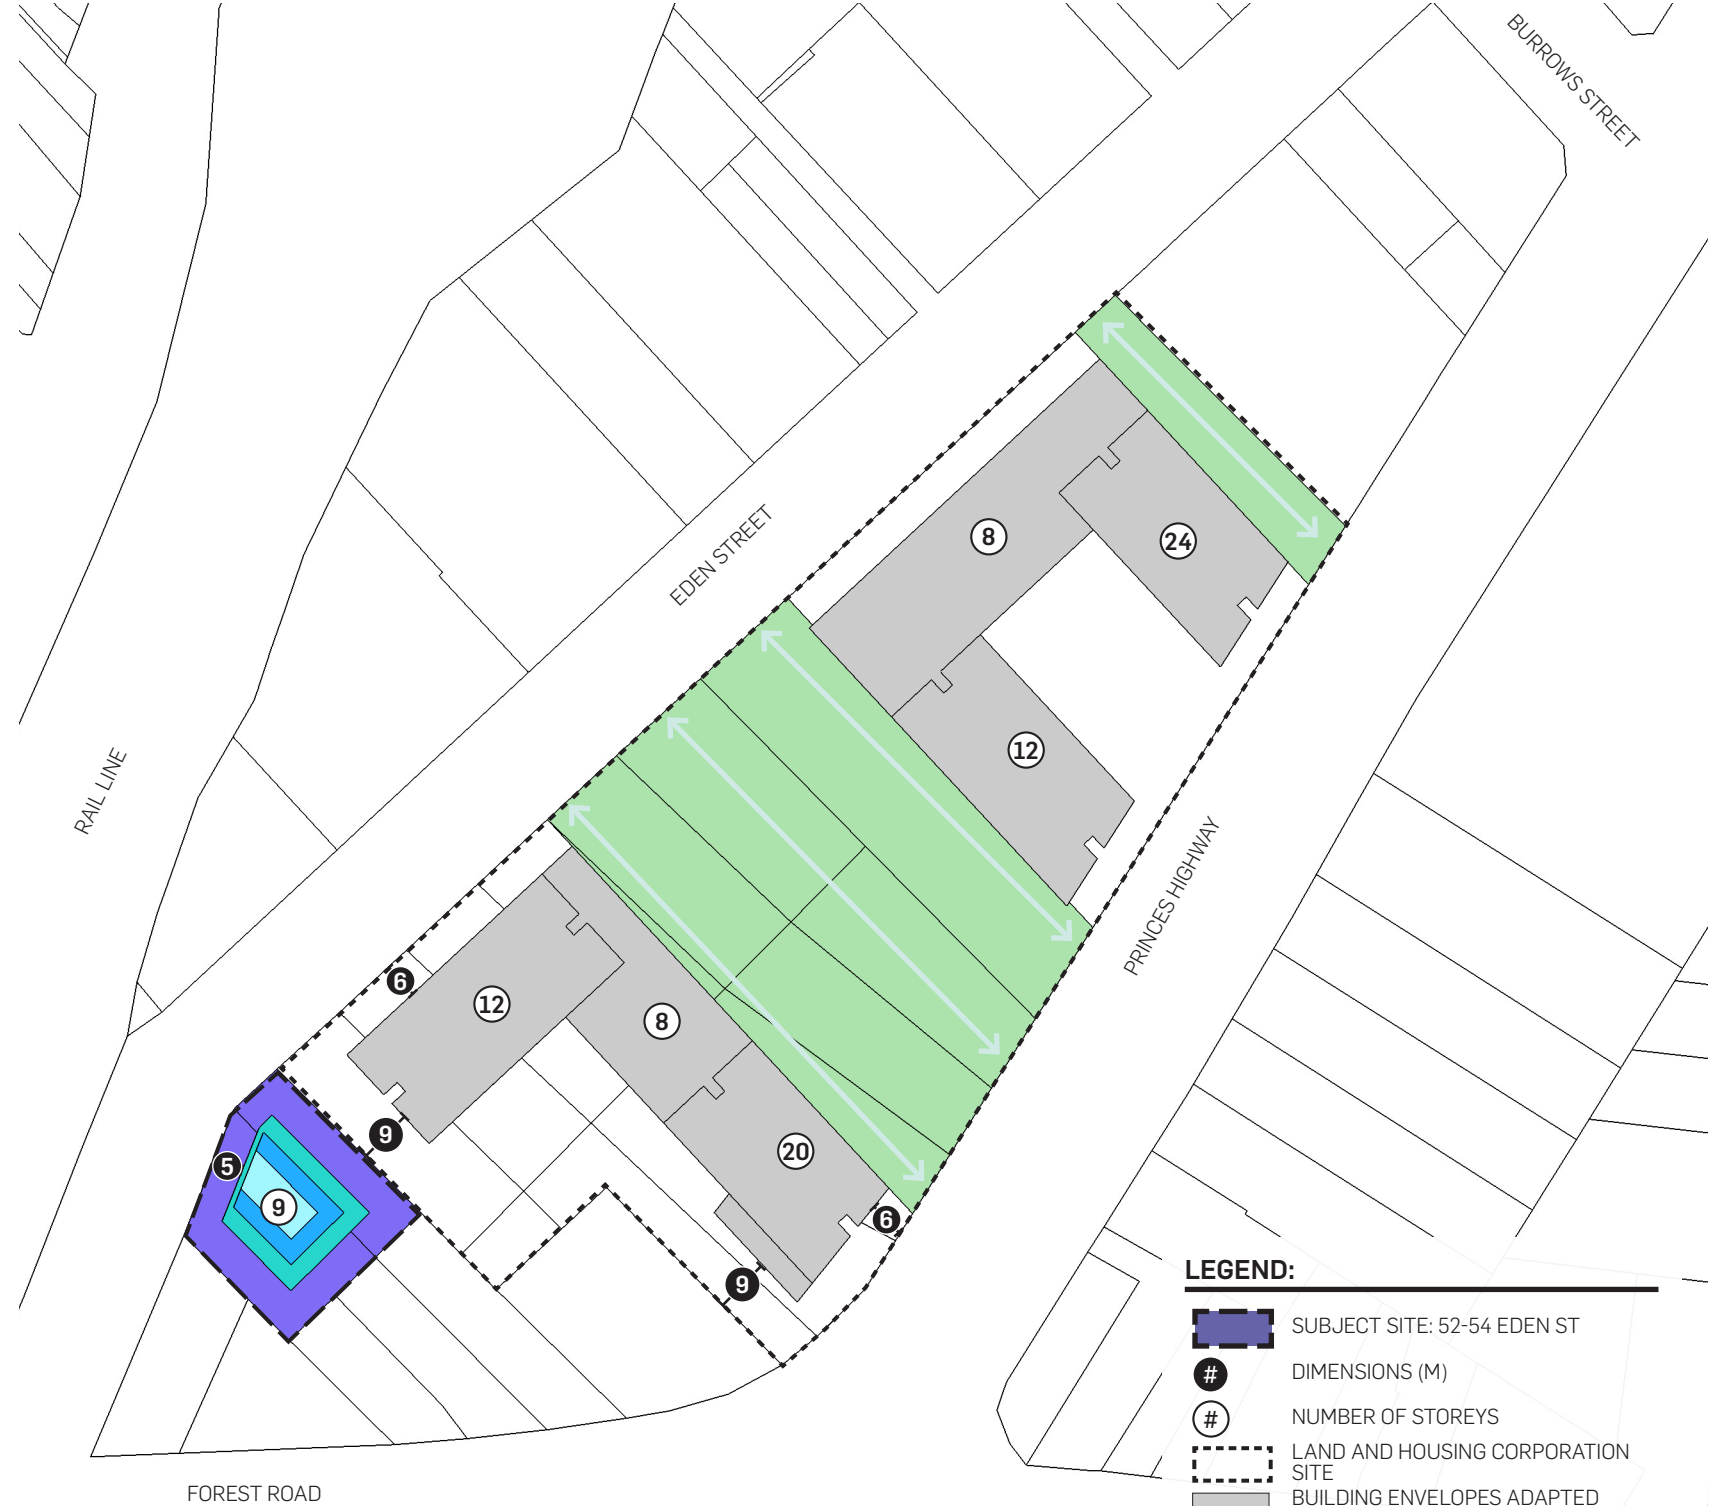 BURROWS STREET
EDEN STREET
8
24
12
RAIL LINE
PRINCES HIGHWAY
6
12
8
9
5
20
9
6
9
LEGEND:
SUBJECT SITE: 52-54 EDEN ST
# DIMENSIONS (M)
# NUMBER OF STOREYS
LAND AND HOUSING CORPORATION
SITE
BUILDING ENVELOPES ADAPTED
FOREST ROAD